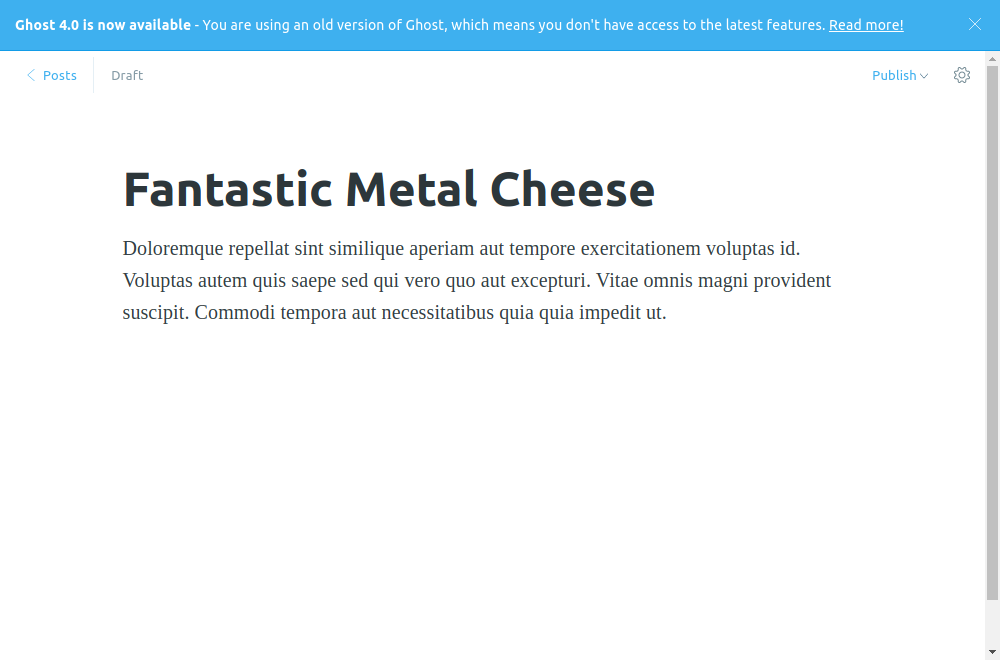 Ghost 4.0 is now available - You are using an old version of Ghost, which means you don't have access to the latest features. Read more!
Posts
Draft
Publish
Fantastic Metal Cheese
Doloremque repellat sint similique aperiam aut tempore exercitationem voluptas id.
Voluptas autem quis saepe sed qui vero quo aut excepturi. Vitae omnis magni provident
suscipit. Commodi tempora aut necessitatibus quia quia impedit ut.